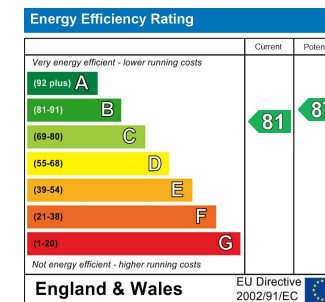 Energy Efficiency Rating
Current
Very energy efficient - lower running costs
(92 plus) A
(81-91) B
(69-80) C
(55-68) D
(39-54) E
(21-38) F
(1-20) G
81
Not energy efficient - higher running costs
England & Wales
EU Directive
2002/91/EC